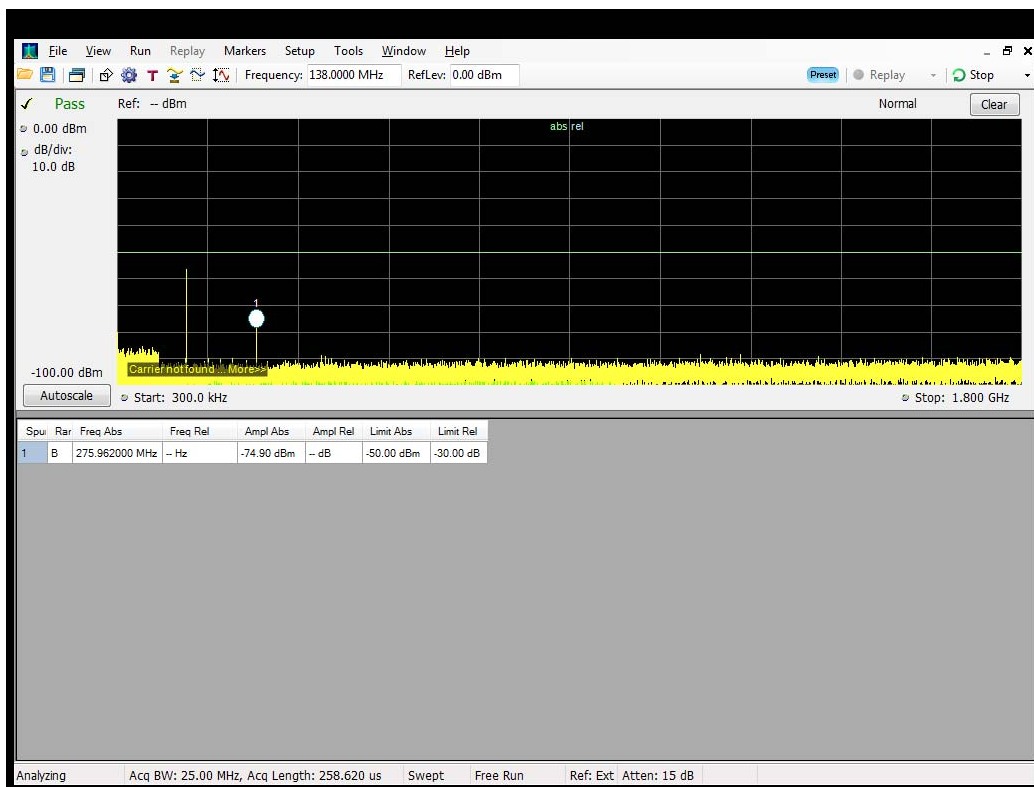 File View Run Replay Markers Setup Tools Window Help
T Frequency: 138.0000 MHz RefLev: 0.00 dBm Preset Replay Stop
Pass Ref: -- dBm Normal Clear
0.00 dBm
abs rel
dB/div:
10.0 dB
1
Carrier not found... More>>
-100.00 dBm
Autoscale Start: 300.0 kHz Stop: 1.800 GHz
Spu Rar Freq Abs Freq Rel Ampl Abs Ampl Rel Limit Abs Limit Rel
1 B 275.962000 MHz -- Hz -74.90 dBm -- dB -50.00 dBm -30.00 dB
Analyzing Acq BW: 25.00 MHz, Acq Length: 258.620 us Swept Free Run Ref: Ext Atten: 15 dB